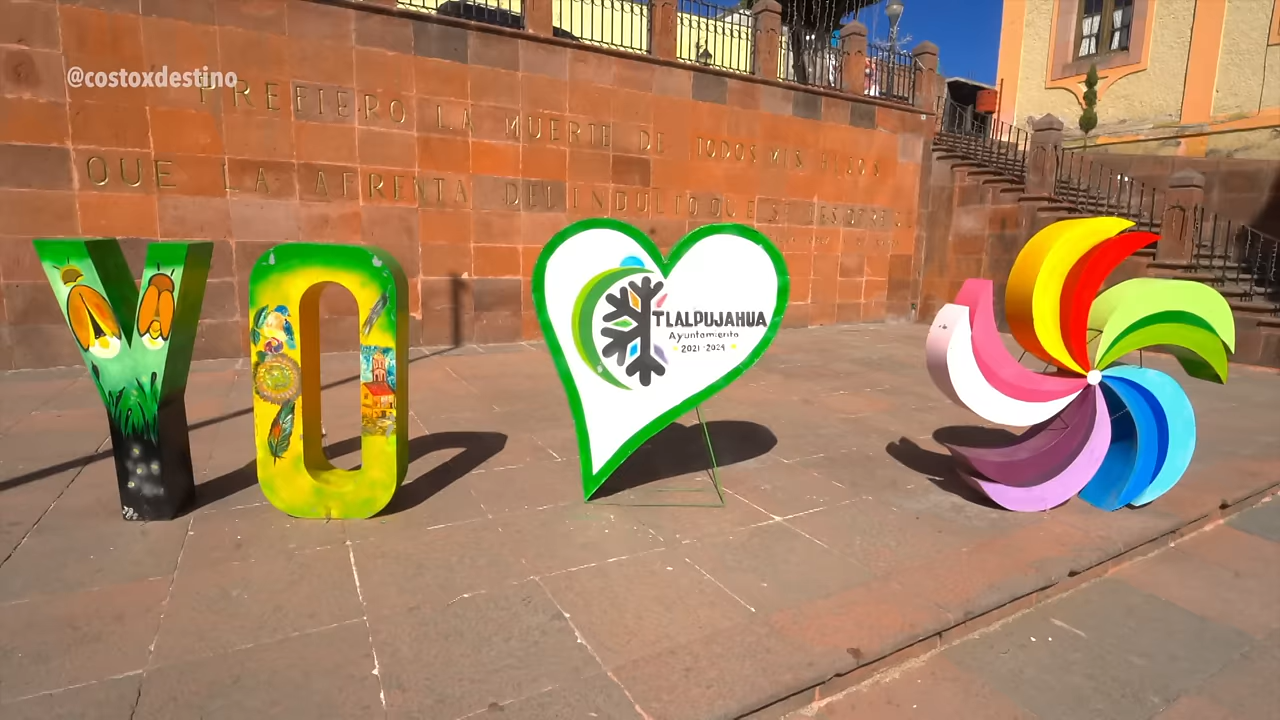 @costoxdestino
PREFIERO LA MUERTE DE TODOS MIS HIJOS
QUE LA AFRENTA DEL INDULTO QUE SE LES OFRECE
YO
TLALPUJAHUA
Ayuntamiento
2021-2024